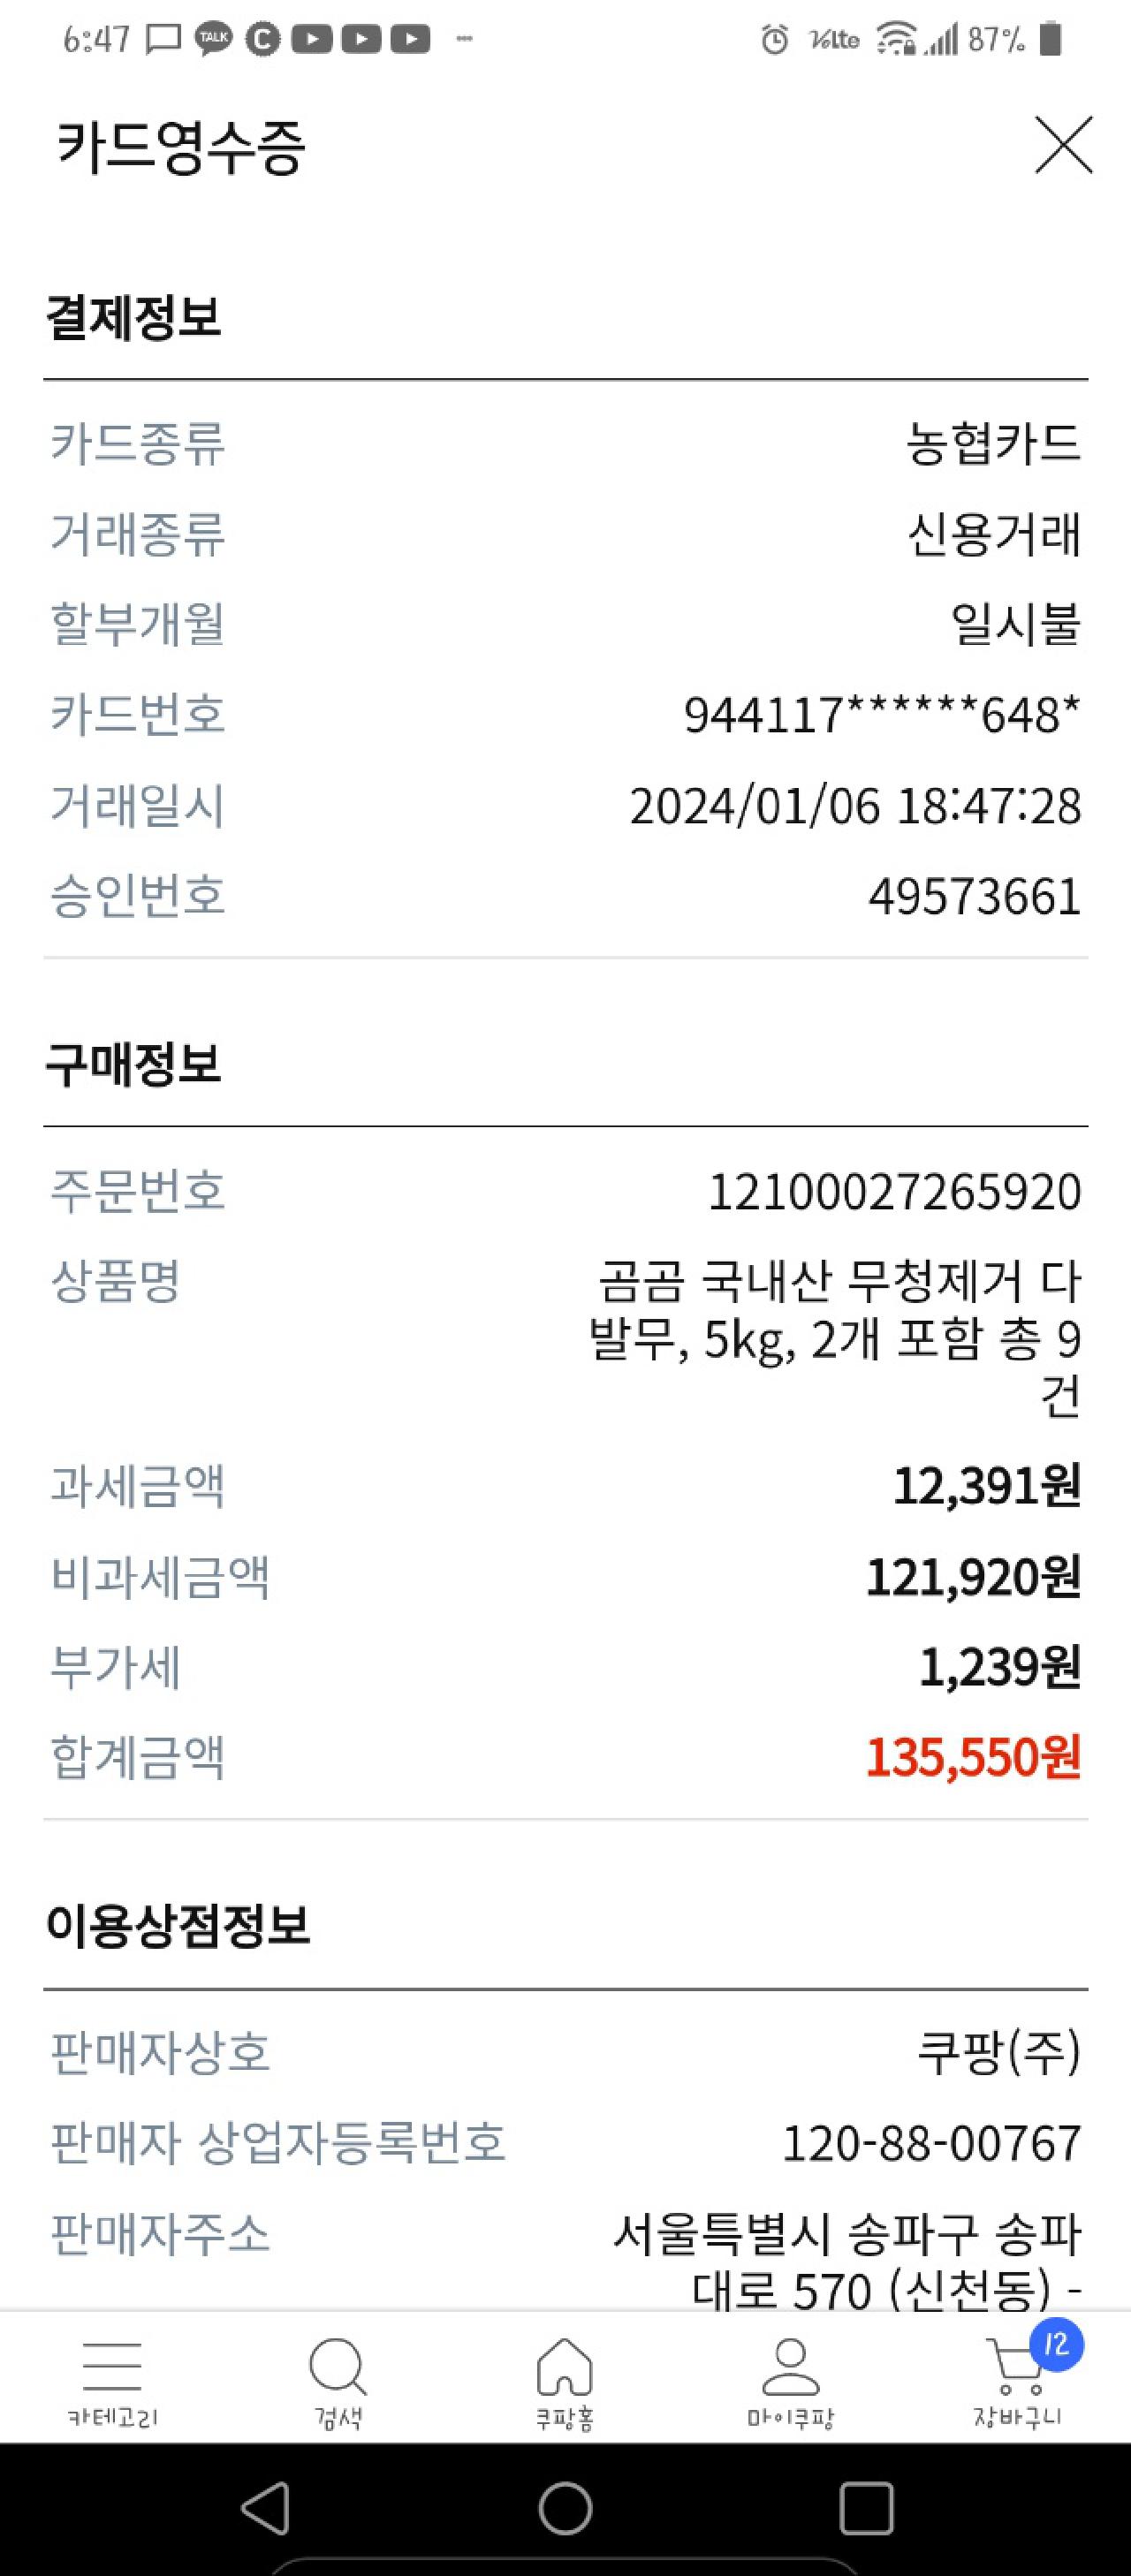 6:47 TALK C Volte 87%
카드영수증
결제정보
카드종류 농협카드
거래종류 신용거래
할부개월 일시불
카드번호 944117******648*
거래일시 2024/01/06 18:47:28
승인번호 49573661
구매정보
주문번호 12100027265920
상품명 곰곰 국내산 무청제거 다
발무, 5kg, 2개 포함 총 9
건
과세금액 12,391원
비과세금액 121,920원
부가세 1,239원
합계금액 135,550원
이용상점정보
판매자상호 쿠팡(주)
판매자 상업자등록번호 120-88-00767
판매자주소 서울특별시 송파구 송파
대로 570 (신천동) -
12
카테고리 검색 쿠팡홈 마이쿠팡 장바구니